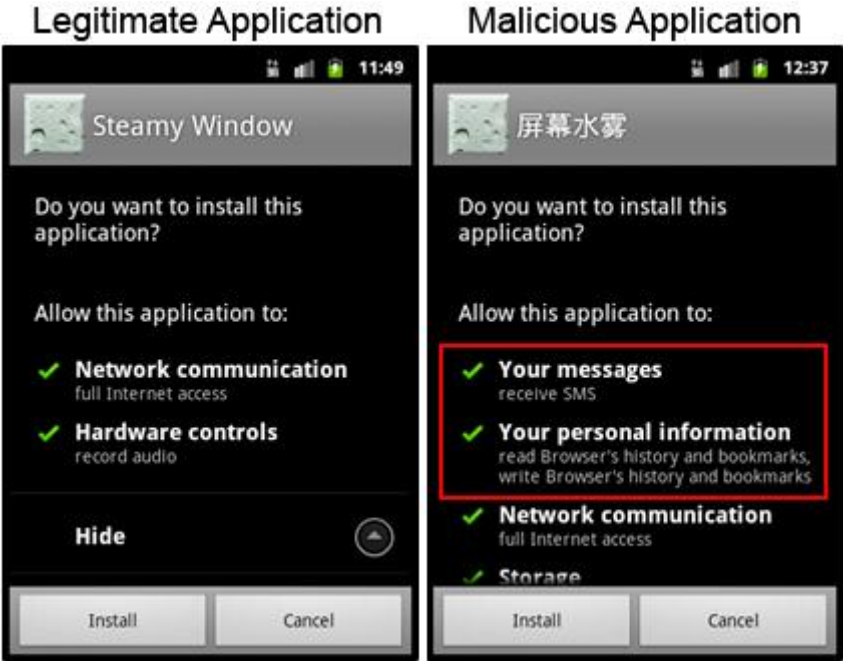 Legitimate Application
11:49
Steamy Window
Do you want to install this
application?
Allow this application to:
Network communication
full Internet access
Hardware controls
record audio
Hide
Install
Cancel
Malicious Application
12:37
屏幕水雾
Do you want to install this
application?
Allow this application to:
Your messages
receive SMS
Your personal information
read Browser's history and bookmarks,
write Browser's history and bookmarks
Network communication
full Internet access
Storage
Install
Cancel